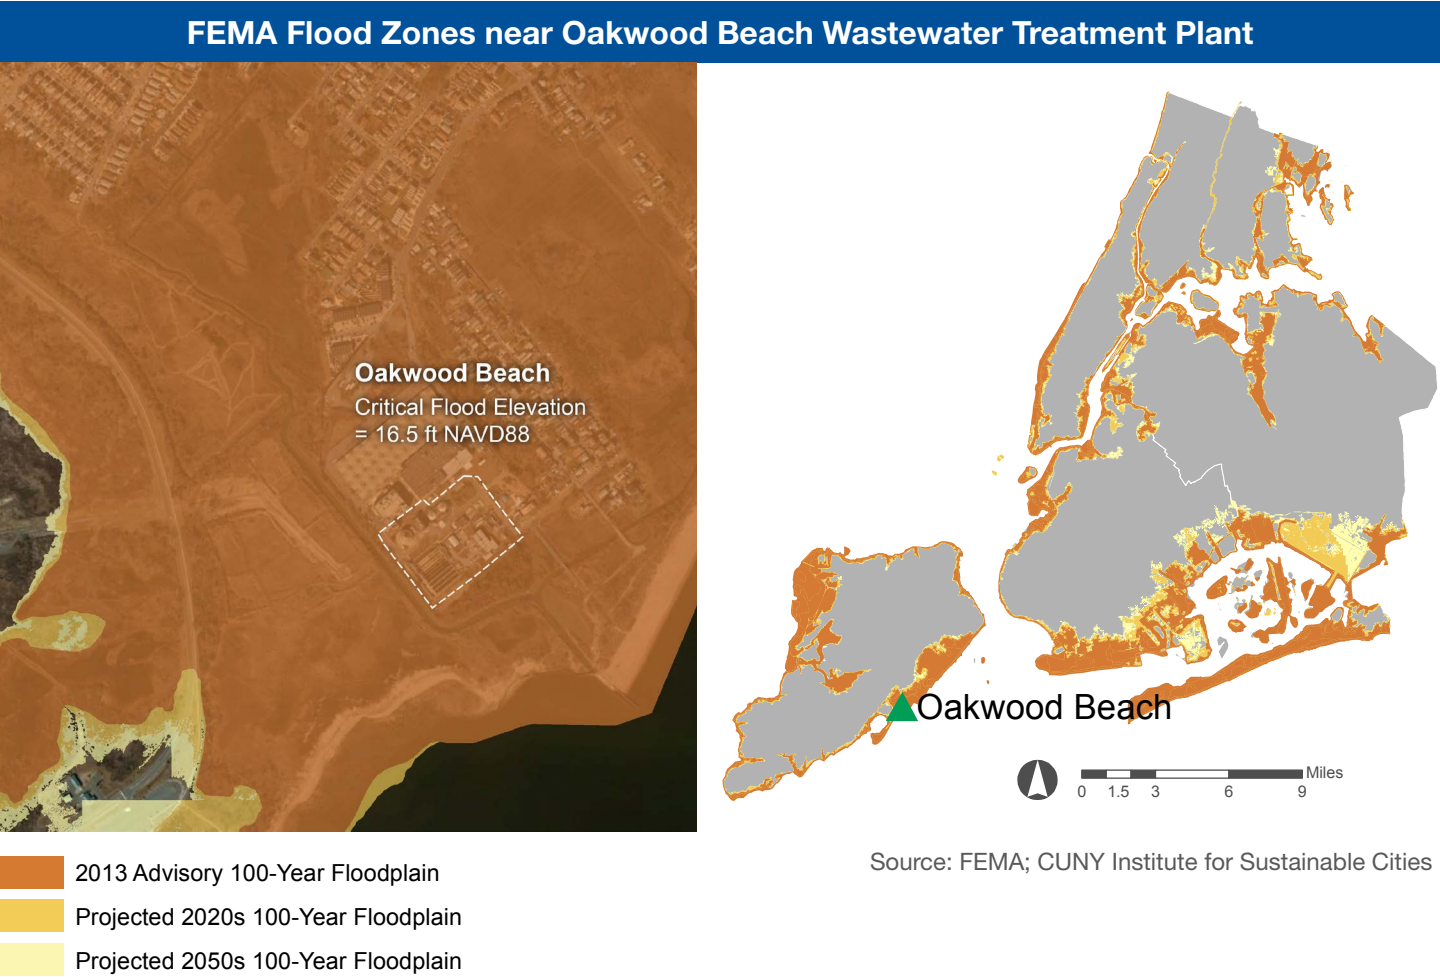 FEMA Flood Zones near Oakwood Beach Wastewater Treatment Plant
Oakwood Beach
Critical Flood Elevation
= 16.5 ft NAVD88
Oakwood Beach
Miles
0 1.5 3 6 9
Source: FEMA; CUNY Institute for Sustainable Cities
2013 Advisory 100-Year Floodplain
Projected 2020s 100-Year Floodplain
Projected 2050s 100-Year Floodplain